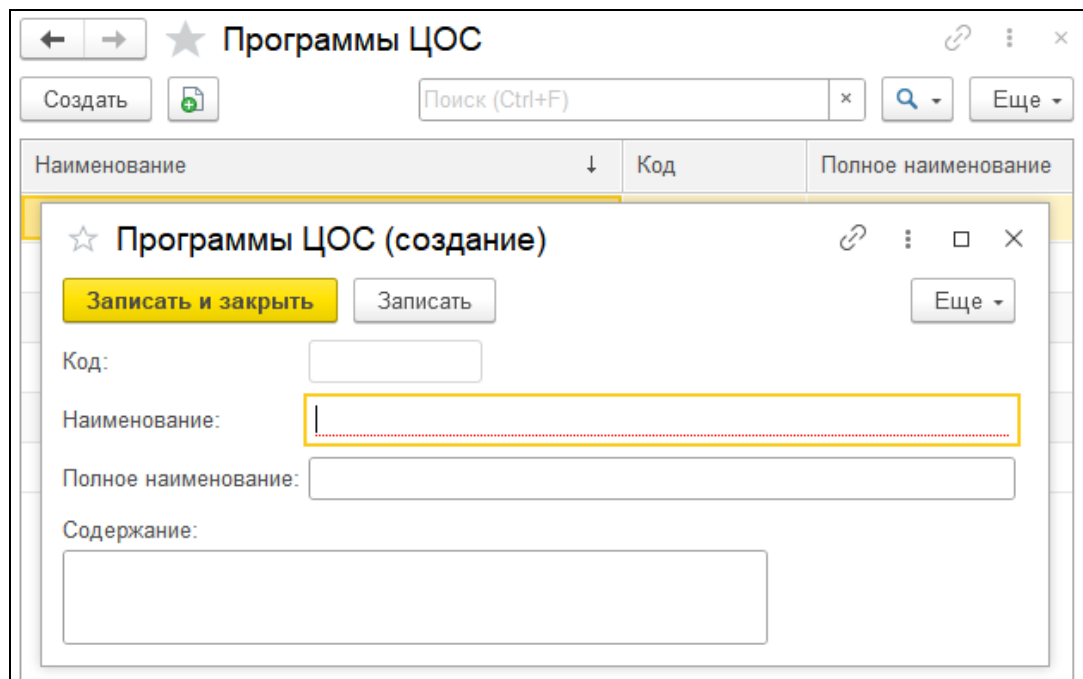 Программы ЦОС
Создать Поиск (Ctrl+F) Еще
Наименование Код Полное наименование
Программы ЦОС (создание)
Записать и закрыть Записать Еще
Код:
Наименование:
Полное наименование:
Содержание: